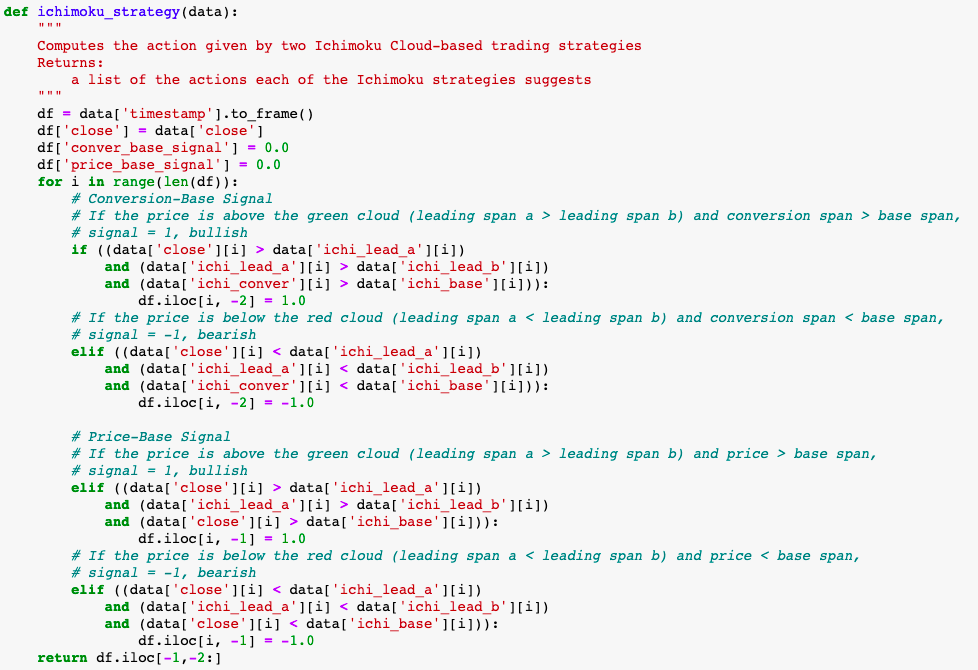 def ichimoku_strategy(data):
    """
    Computes the action given by two Ichimoku Cloud-based trading strategies
    Returns:
        a list of the actions each of the Ichimoku strategies suggests
    """
    df = data['timestamp'].to_frame()
    df['close'] = data['close']
    df['conver_base_signal'] = 0.0
    df['price_base_signal'] = 0.0
    for i in range(len(df)):
        # Conversion-Base Signal
        # If the price is above the green cloud (leading span a > leading span b) and conversion span > base span,
        # signal = 1, bullish
        if ((data['close'][i] > data['ichi_lead_a'][i])
            and (data['ichi_lead_a'][i] > data['ichi_lead_b'][i])
            and (data['ichi_conver'][i] > data['ichi_base'][i])):
                df.iloc[i, -2] = 1.0
        # If the price is below the red cloud (leading span a < leading span b) and conversion span < base span,
        # signal = -1, bearish
        elif ((data['close'][i] < data['ichi_lead_a'][i])
            and (data['ichi_lead_a'][i] < data['ichi_lead_b'][i])
            and (data['ichi_conver'][i] < data['ichi_base'][i])):
                df.iloc[i, -2] = -1.0

        # Price-Base Signal
        # If the price is above the green cloud (leading span a > leading span b) and price > base span,
        # signal = 1, bullish
        elif ((data['close'][i] > data['ichi_lead_a'][i])
            and (data['ichi_lead_a'][i] > data['ichi_lead_b'][i])
            and (data['close'][i] > data['ichi_base'][i])):
                df.iloc[i, -1] = 1.0
        # If the price is below the red cloud (leading span a < leading span b) and price < base span,
        # signal = -1, bearish
        elif ((data['close'][i] < data['ichi_lead_a'][i])
            and (data['ichi_lead_a'][i] < data['ichi_lead_b'][i])
            and (data['close'][i] < data['ichi_base'][i])):
                df.iloc[i, -1] = -1.0
    return df.iloc[-1,-2:]